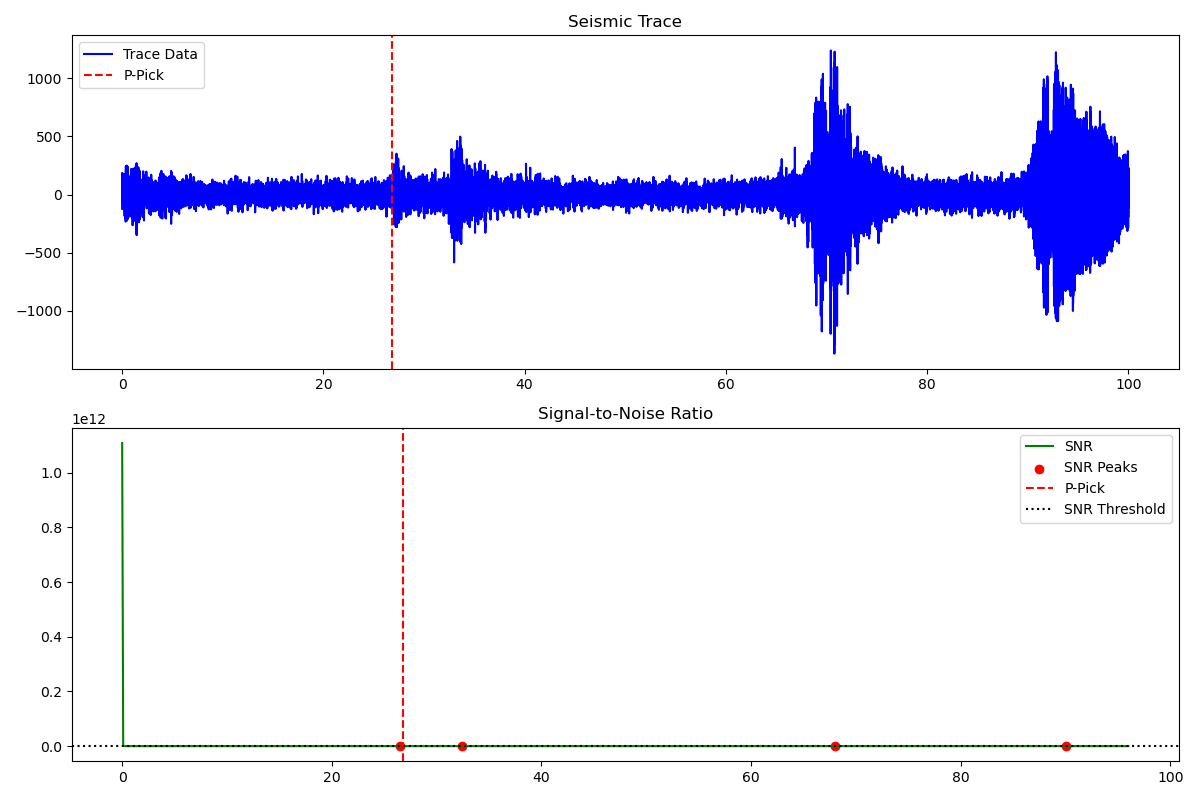 Seismic Trace
Trace Data
P-Pick
1000
500
0
−500
−1000
0 20 40 60 80 100
Signal-to-Noise Ratio
1e12
SNR
SNR Peaks
P-Pick
SNR Threshold
1.0
0.8
0.6
0.4
0.2
0.0
0 20 40 60 80 100